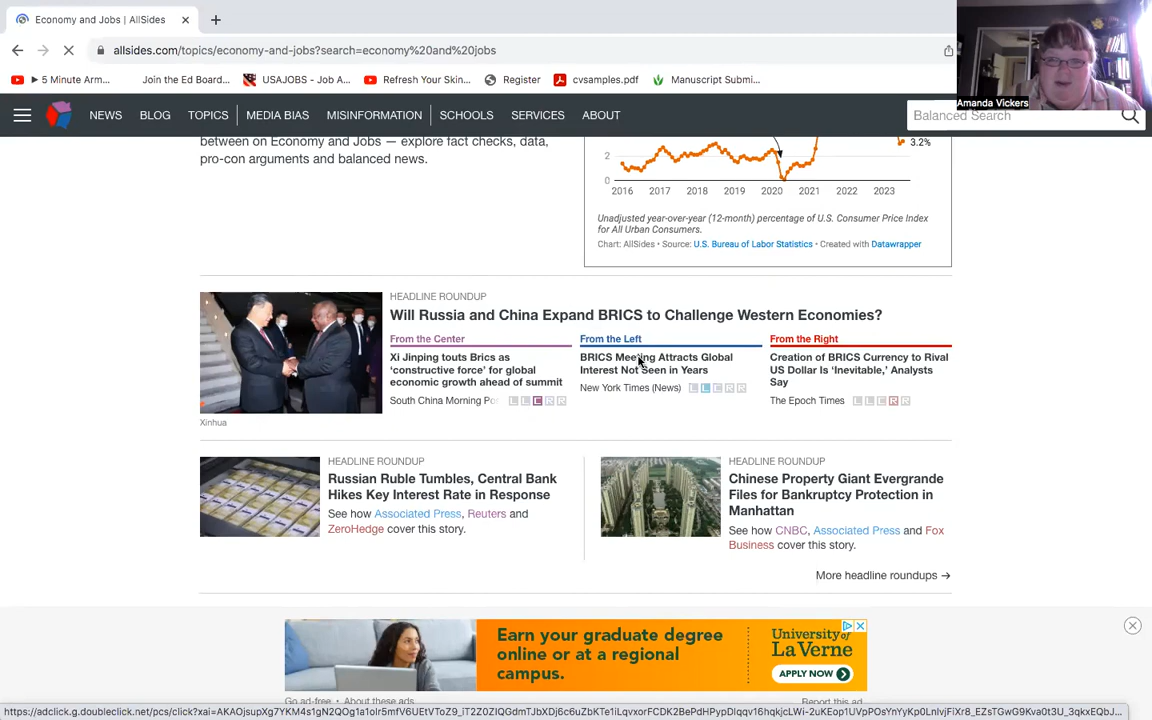 Economy and Jobs | AllSides
allsides.com/topics/economy-and-jobs?search=economy%20and%20jobs
▶ 5 Minute Arm...
Join the Ed Board...
USAJOBS - Job A...
Refresh Your Skin...
Register
cvsamples.pdf
Manuscript Submi...
Amanda Vickers
NEWS
BLOG
TOPICS
MEDIA BIAS
MISINFORMATION
SCHOOLS
SERVICES
ABOUT
Balanced Search
between on Economy and Jobs — explore fact checks, data,
pro-con arguments and balanced news.
3.2%
2
0
2016 2017 2018 2019 2020 2021 2022 2023
Unadjusted year-over-year (12-month) percentage of U.S. Consumer Price Index
for All Urban Consumers.
Chart: AllSides • Source: U.S. Bureau of Labor Statistics • Created with Datawrapper
HEADLINE ROUNDUP
Will Russia and China Expand BRICS to Challenge Western Economies?
From the Center
Xi Jinping touts Brics as
‘constructive force’ for global
economic growth ahead of summit
South China Morning Po
L L C R R
From the Left
BRICS Meeting Attracts Global
Interest Not Seen in Years
New York Times (News)
L L C R R
From the Right
Creation of BRICS Currency to Rival
US Dollar Is ‘Inevitable,’ Analysts
Say
The Epoch Times
L L C R R
Xinhua
HEADLINE ROUNDUP
Russian Ruble Tumbles, Central Bank
Hikes Key Interest Rate in Response
See how Associated Press, Reuters and
ZeroHedge cover this story.
HEADLINE ROUNDUP
Chinese Property Giant Evergrande
Files for Bankruptcy Protection in
Manhattan
See how CNBC, Associated Press and Fox
Business cover this story.
More headline roundups →
Earn your graduate degree
online or at a regional
campus.
University of
La Verne
APPLY NOW
Go ad-free • About these ads
Report this ad